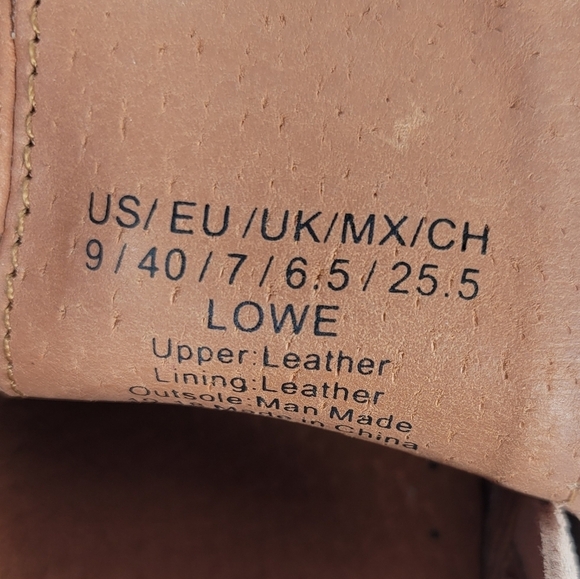 US/ EU /UK/MX/CH
9 / 40 / 7 / 6.5 / 25.5
LOWE
Upper:Leather
Lining:Leather
Outsole:Man Made
Made in China